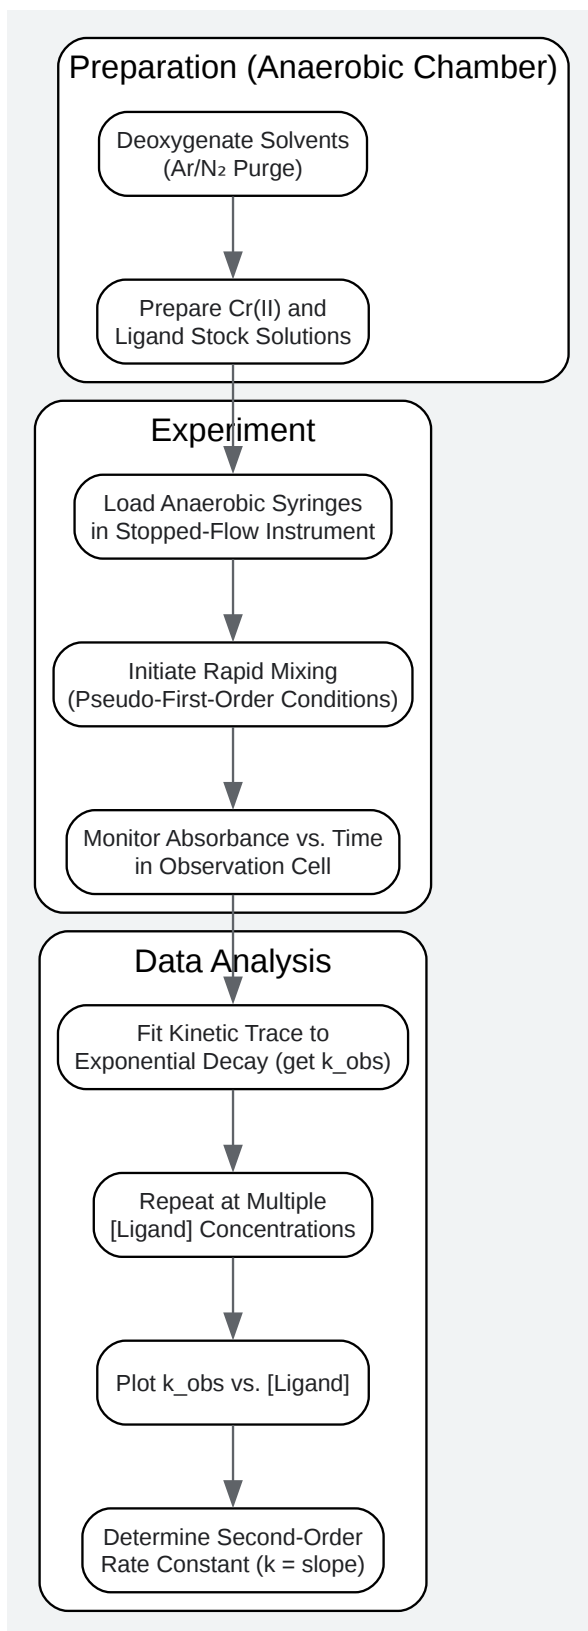 Preparation (Anaerobic Chamber)
Deoxygenate Solvents
(Ar/N₂ Purge)
Prepare Cr(II) and
Ligand Stock Solutions
Experiment
Load Anaerobic Syringes
in Stopped-Flow Instrument
Initiate Rapid Mixing
(Pseudo-First-Order Conditions)
Monitor Absorbance vs. Time
in Observation Cell
Data Analysis
Fit Kinetic Trace to
Exponential Decay (get k_obs)
Repeat at Multiple
[Ligand] Concentrations
Plot k_obs vs. [Ligand]
Determine Second-Order
Rate Constant (k = slope)